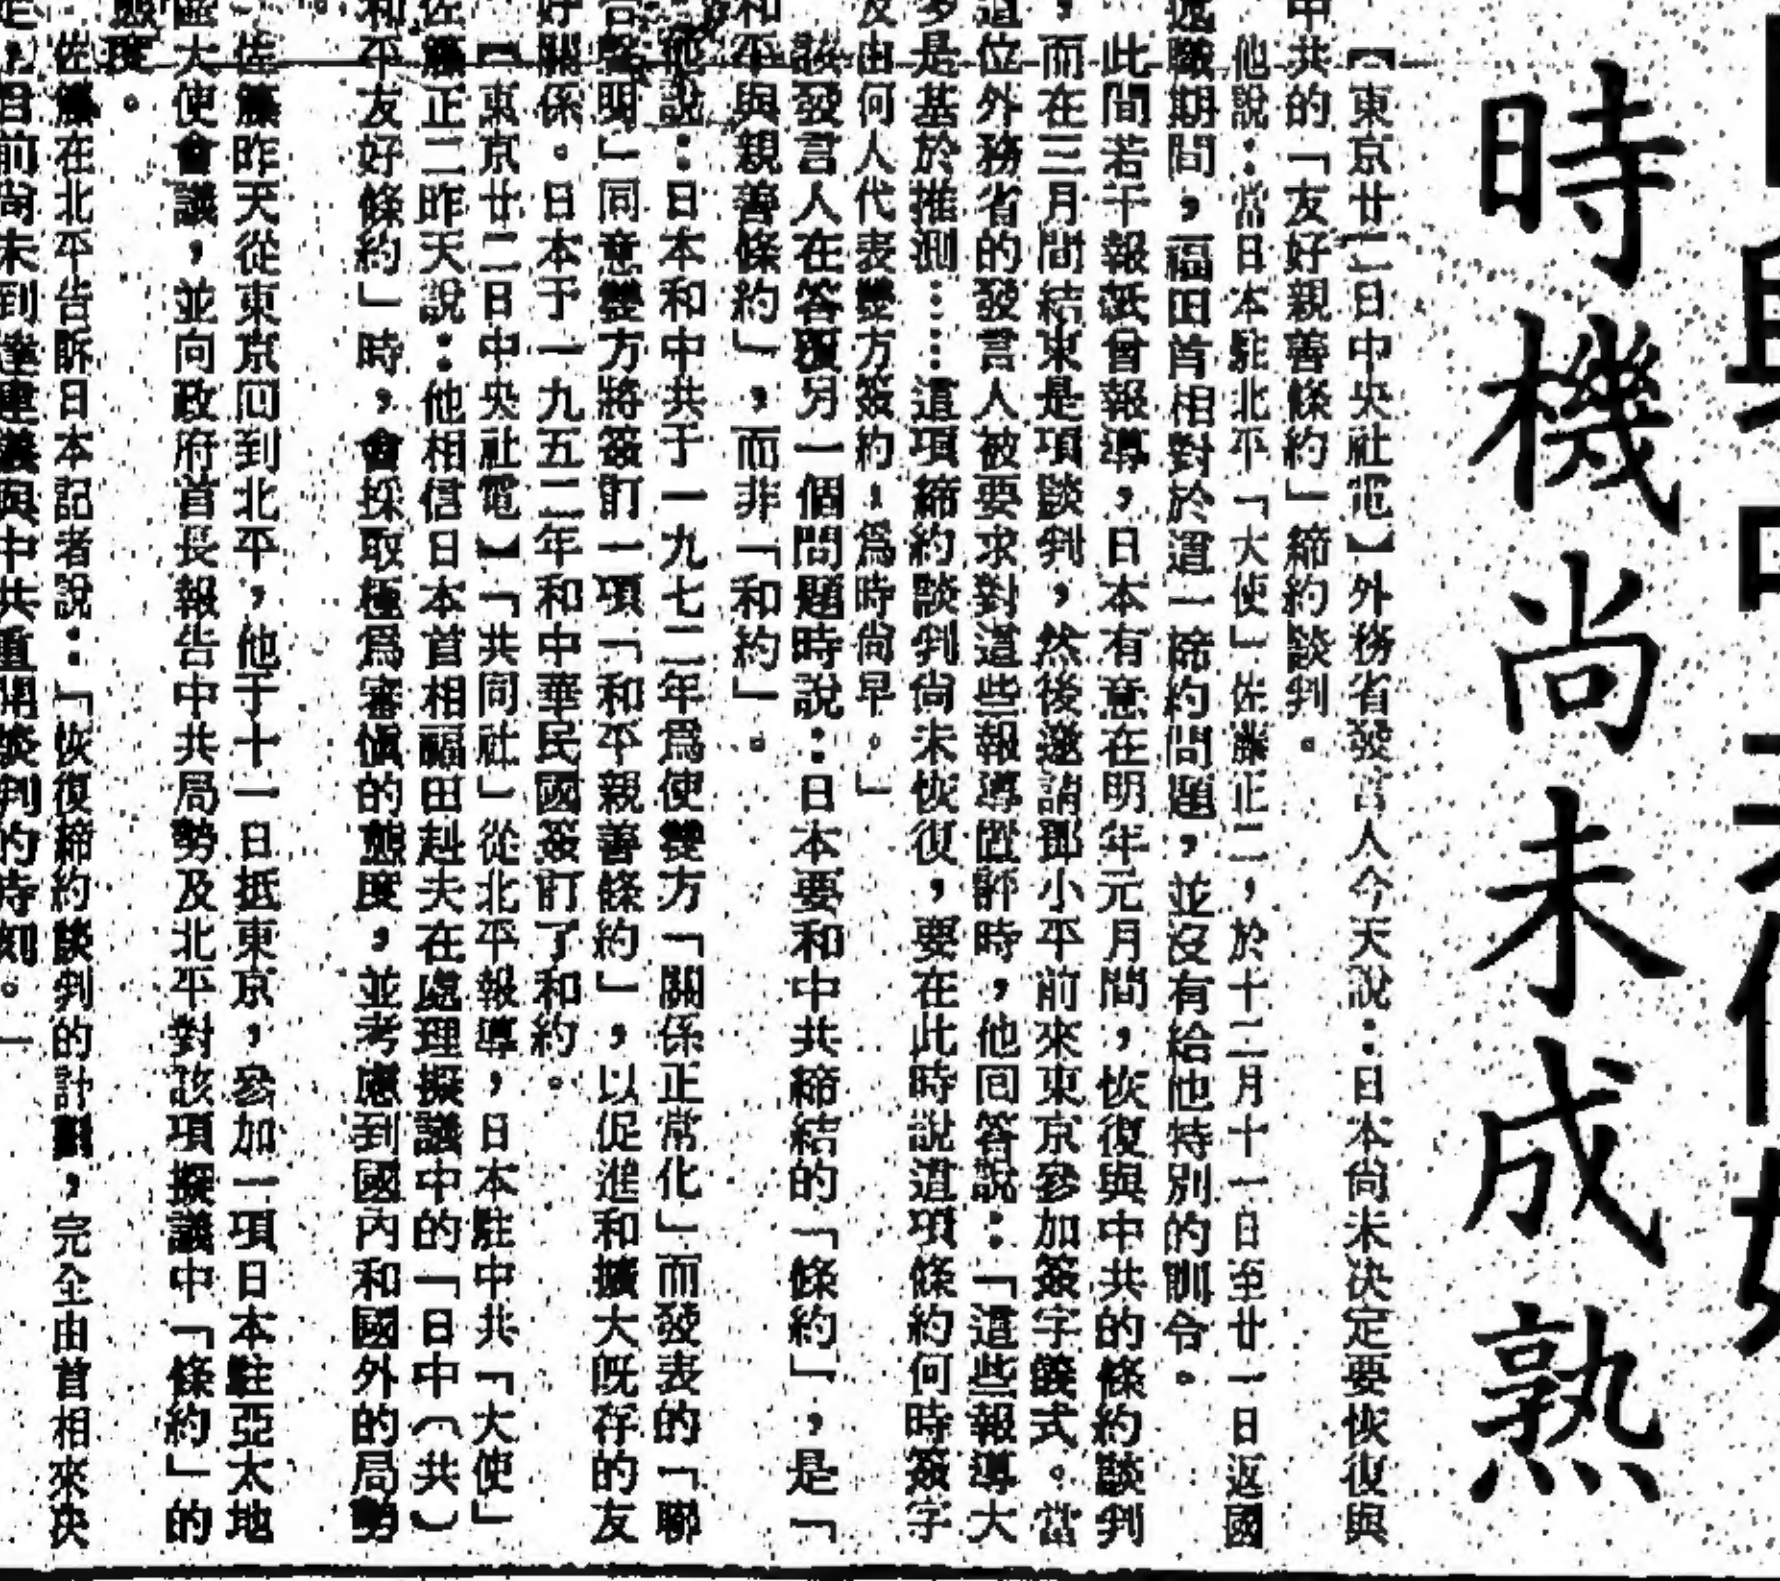 時機尚未成熟
【東京廿二日中央社電】外務省發言人今天說：日本尚未决定要恢復與
中共的「友好親善條約」締約談判。
他說：當日本駐北平「大使」佐藤正二，於十二月十一日至廿一日返國
述職期間，福田首相對於這一締約問題，並沒有給他特別的訓令。
此間若干報紙曾報導，日本有意在明年元月間，恢復與中共的條約談判
，而在三月間結束是項談判，然後邀請鄧小平前來東京參加簽字儀式。當
這位外務省的發言人被要求對這些報導置評時，他回答說：「這些報導大
多是基於推測……這項締約談判尚未恢復，要在此時說這項條約何時簽字
及由何人代表雙方簽約，為時尚早。」
該發言人在答覆另一個問題時說：日本要和中共締結的「條約」，是「
和平與親善條約」，而非「和約」。
他說：日本和中共于一九七二年為使雙方「關係正常化」而發表的「聯
合聲明」同意雙方將簽訂一項「和平親善條約」，以促進和擴大既存的友
好關係。日本于一九五二年和中華民國簽訂了和約。
【東京廿二日中央社電】「共同社」從北平報導，日本駐中共「大使」
佐藤正二昨天說：他相信日本首相福田赳夫在處理擬議中的「日中（共）
和平友好條約」時，會採取極為審慎的態度，並考慮到國內和國外的局勢
。
佐藤昨天從東京回到北平，他于十一日抵東京，參加一項日本駐亞太地
區大使會議，並向政府首長報告中共局勢及北平對該項擬議中「條約」的
態度。
佐藤在北平告訴日本記者說：「恢復締約談判的計劃，完全由首相來决
定，目前尚未到達建議與中共重開談判的時刻。」